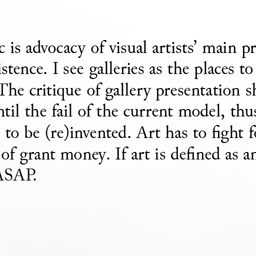 c is advocacy of visual artists' main pr
istence. I see galleries as the places to
The critique of gallery presentation sh
ntil the fail of the current model, thus
to be (re)invented. Art has to fight f
of grant money. If art is defined as an
ASAP.